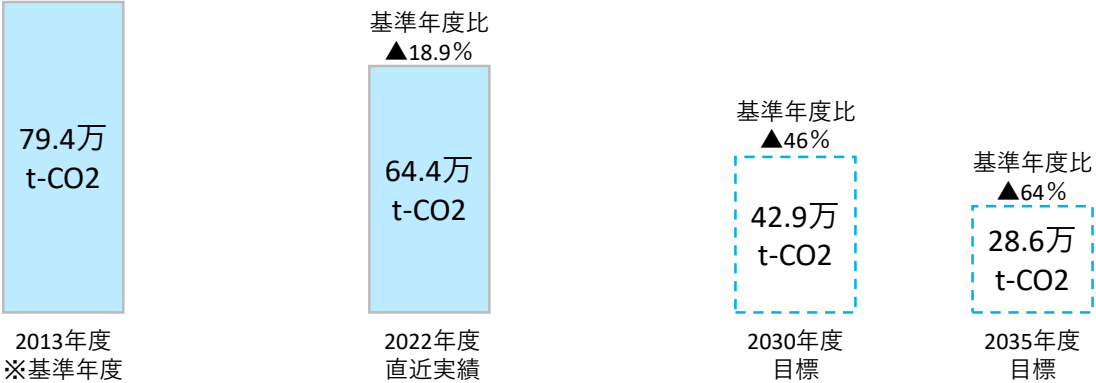 79.4万
t-CO2
2013年度
※基準年度
基準年度比
▲18.9%
64.4万
t-CO2
2022年度
直近実績
基準年度比
▲46%
42.9万
t-CO2
2030年度
目標
基準年度比
▲64%
28.6万
t-CO2
2035年度
目標